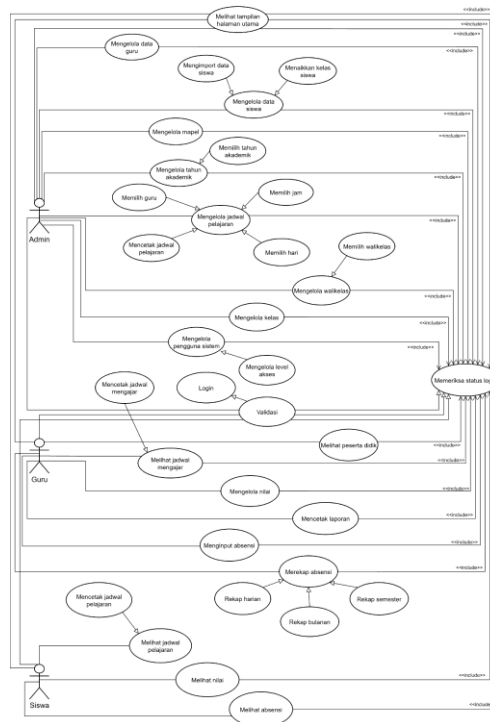 <<Include>>
Melihat tampilan
halaman utama
<<Include>>
<<Include>>
Mengelola data
guru
<<Include>>
Mengimport data
siswa
Menaikkan kelas
siswa
Mengelola data
siswa
<<Include>>
Mengelola mapel
<<Include>>
Memilih tahun
akademik
Mengelola tahun
akademik
<<Include>>
Memilih guru
Memilih jam
Admin
Mengelola jadwal
pelajaran
<<Include>>
Mencetak jadwal
pelajaran
Memilih hari
Memilih walikelas
Mengelola walikelas
<<Include>>
Mengelola kelas
<<Include>>
Mengelola
pengguna sistem
<<Include>>
Mengelola level
akses
Memeriksa status log
Mencetak jadwal
mengajar
Login
Validasi
<<Include>>
Melihat peserta didik
<<Include>>
Guru
Melihat jadwal
mengajar
<<Include>>
Mengelola nilai
<<Include>>
Mencetak laporan
<<Include>>
Menginput absensi
<<Include>>
Merekap absensi
<<Include>>
Rekap harian
Rekap semester
Rekap bulanan
Mencetak jadwal
pelajaran
Melihat jadwal
pelajaran
Siswa
Melihat nilai
<<Include>>
Melihat absensi
<<Include>>